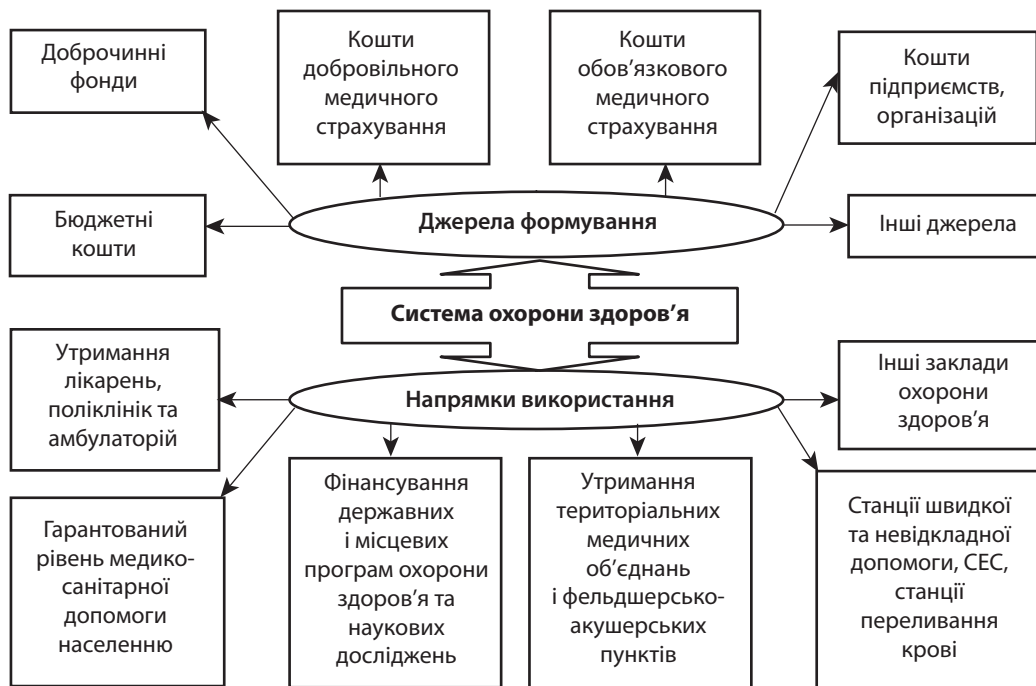 Доброчинні
фонди
Кошти
добровільного
медичного
страхування
Кошти
обов’язкового
медичного
страхування
Кошти
підприємств,
організацій
Бюджетні
кошти
Джерела формування
Інші джерела
Система охорони здоров’я
Утримання
лікарень,
поліклінік та
амбулаторій
Напрямки використання
Інші заклади
охорони
здоров’я
Гарантований
рівень медико-
санітарної
допомоги
населенню
Фінансування
державних
і місцевих
програм охорони
здоров’я та
наукових
досліджень
Утримання
територіальних
медичних
об’єднань
і фельдшерсько-
акушерських
пунктів
Станції швидкої
та невідкладної
допомоги, СЕС,
станції
переливання
крові